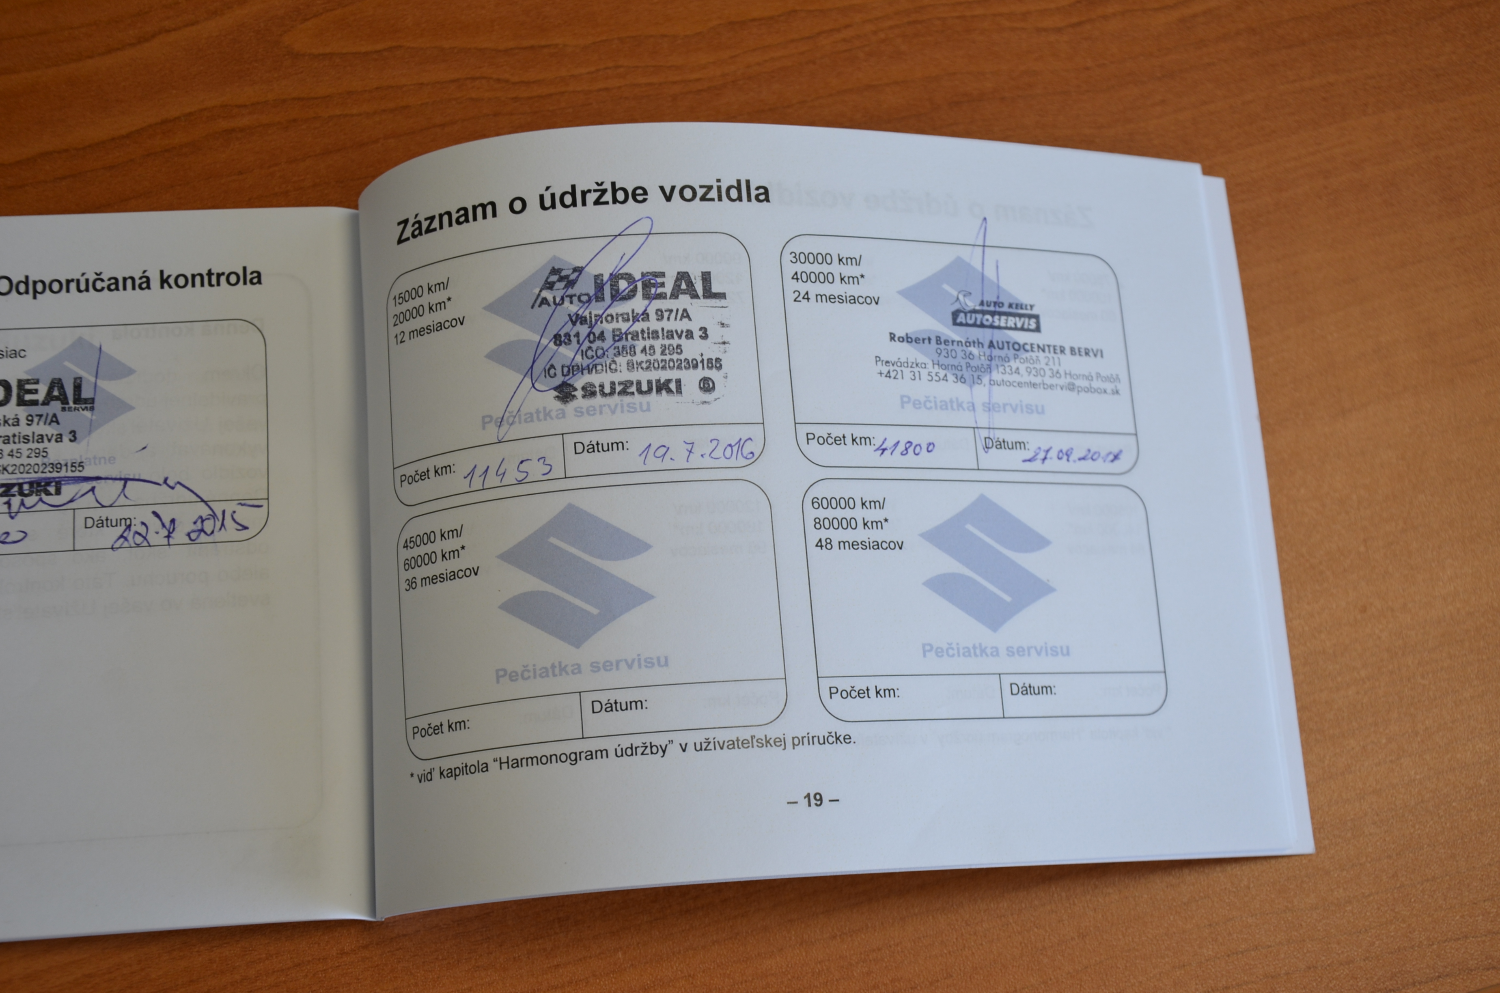 Odporúčaná kontrola
siac
DEAL
SERVIS
ská 97/A
ratislava 3
3 45 295
SK2020239155
zplatne
ZUKI
Dátum:
22.7.2015
Záznam o údržbe vozidla
15000 km/
20000 km*
12 mesiacov
AUTO IDEAL
Vajnorská 97/A
831 04 Bratislava 3
IČO: 358 45 295
IČ DPH/DIČ: SK2020239155
SUZUKI
Pečiatka servisu
Počet km: 11453
Dátum: 19.7.2016
30000 km/
40000 km*
24 mesiacov
AUTO KELLY
AUTOSERVIS
Robert Bernáth AUTOCENTER BERVI
930 36 Horná Potôň 211
Prevádzka: Horná Potôň 1334, 930 36 Horná Potôň
+421 31 554 36 15, autocenterbervi@pobox.sk
Pečiatka servisu
Počet km: 41800
Dátum: 27.09.2017
45000 km/
60000 km*
36 mesiacov
Pečiatka servisu
Počet km:
Dátum:
60000 km/
80000 km*
48 mesiacov
Pečiatka servisu
Počet km:
Dátum:
* viď kapitola “Harmonogram údržby” v užívateľskej príručke.
– 19 –